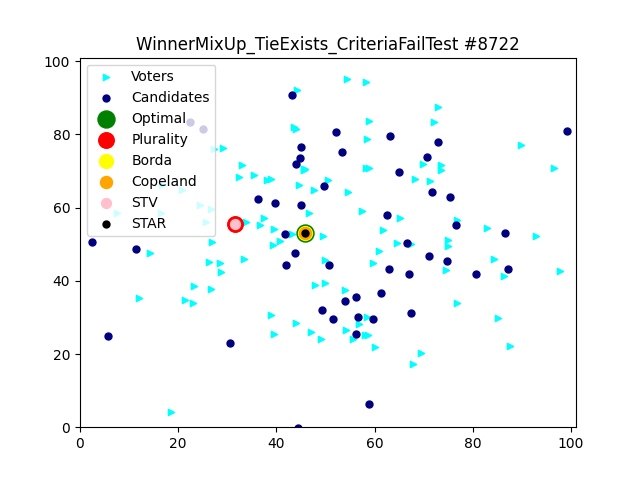 WinnerMixUp_TieExists_CriteriaFailTest #8722
100
80
60
40
20
0
Voters
Candidates
Optimal
Plurality
Borda
Copeland
STV
STAR
0 20 40 60 80 100